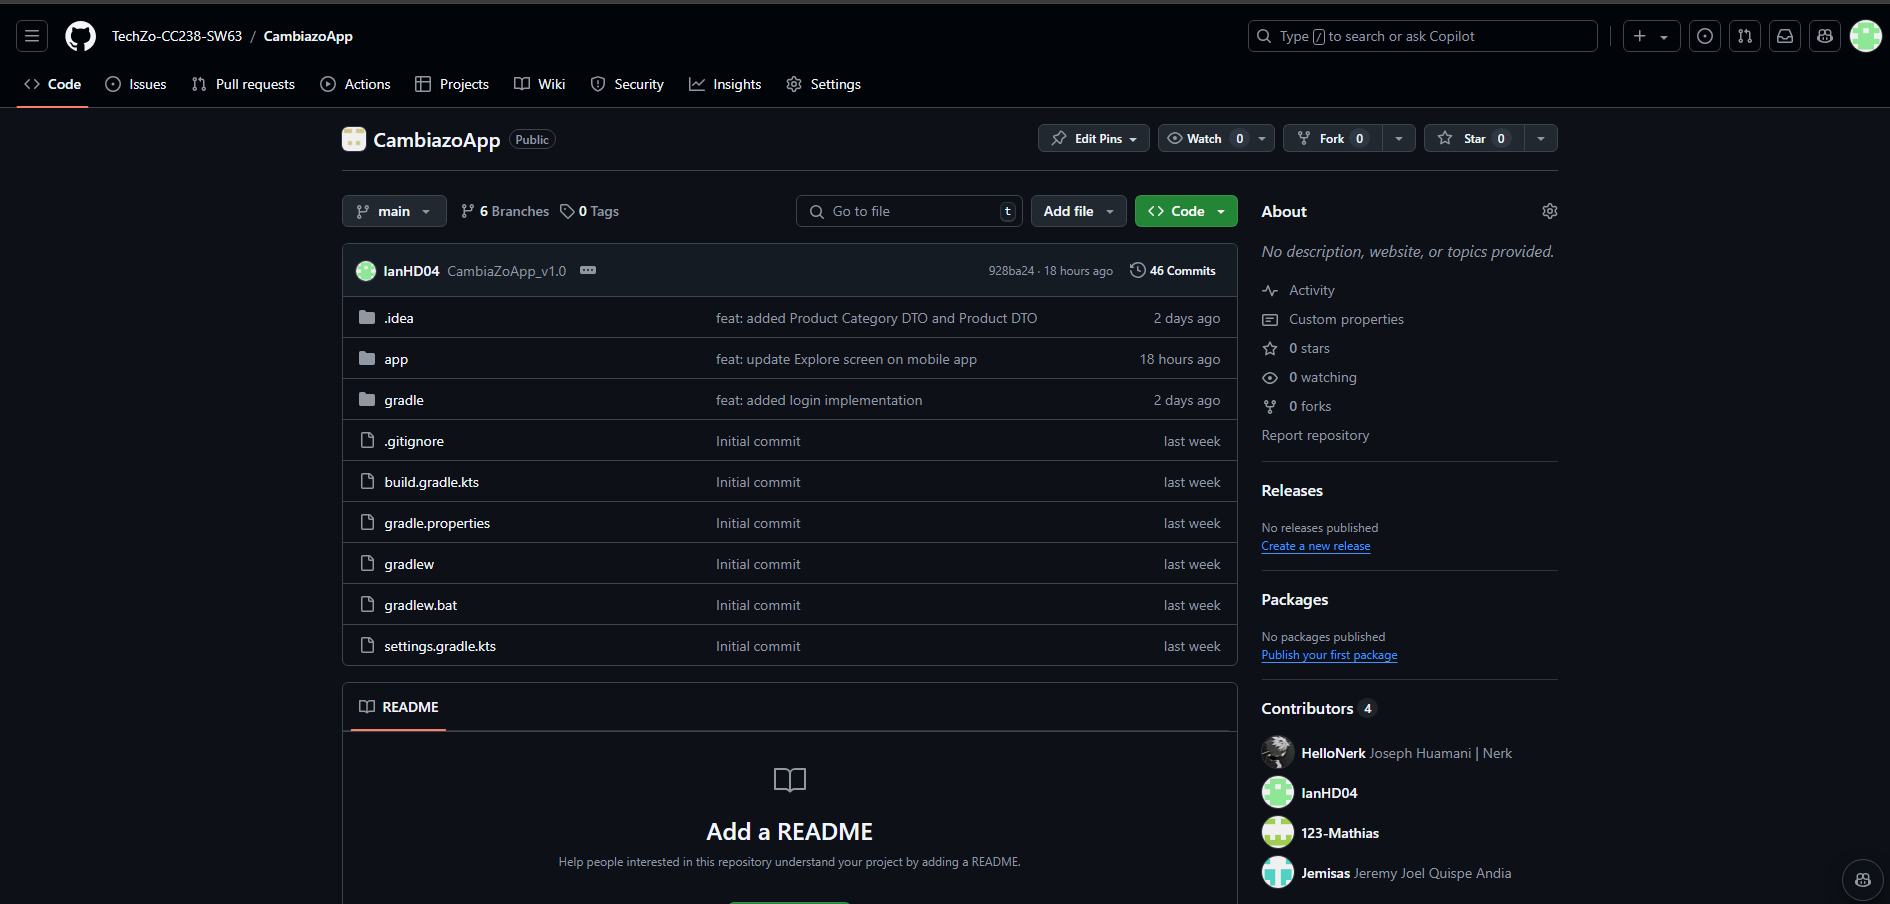 TechZo-CC238-SW63 / CambiazoApp
Type / to search or ask Copilot
Code Issues Pull requests Actions Projects Wiki Security Insights Settings
CambiazoApp Public
Edit Pins Watch 0 Fork 0 Star 0
main 6 Branches 0 Tags
Go to file t Add file Code
IanHD04 CambiaZoApp_v1.0 928ba24 · 18 hours ago 46 Commits
.idea feat: added Product Category DTO and Product DTO 2 days ago
app feat: update Explore screen on mobile app 18 hours ago
gradle feat: added login implementation 2 days ago
.gitignore Initial commit last week
build.gradle.kts Initial commit last week
gradle.properties Initial commit last week
gradlew Initial commit last week
gradlew.bat Initial commit last week
settings.gradle.kts Initial commit last week
README
Add a README
Help people interested in this repository understand your project by adding a README.
About
No description, website, or topics provided.
Activity
Custom properties
0 stars
0 watching
0 forks
Report repository
Releases
No releases published
Create a new release
Packages
No packages published
Publish your first package
Contributors 4
HelloNerk Joseph Huamani | Nerk
IanHD04
123-Mathias
Jemisas Jeremy Joel Quispe Andia